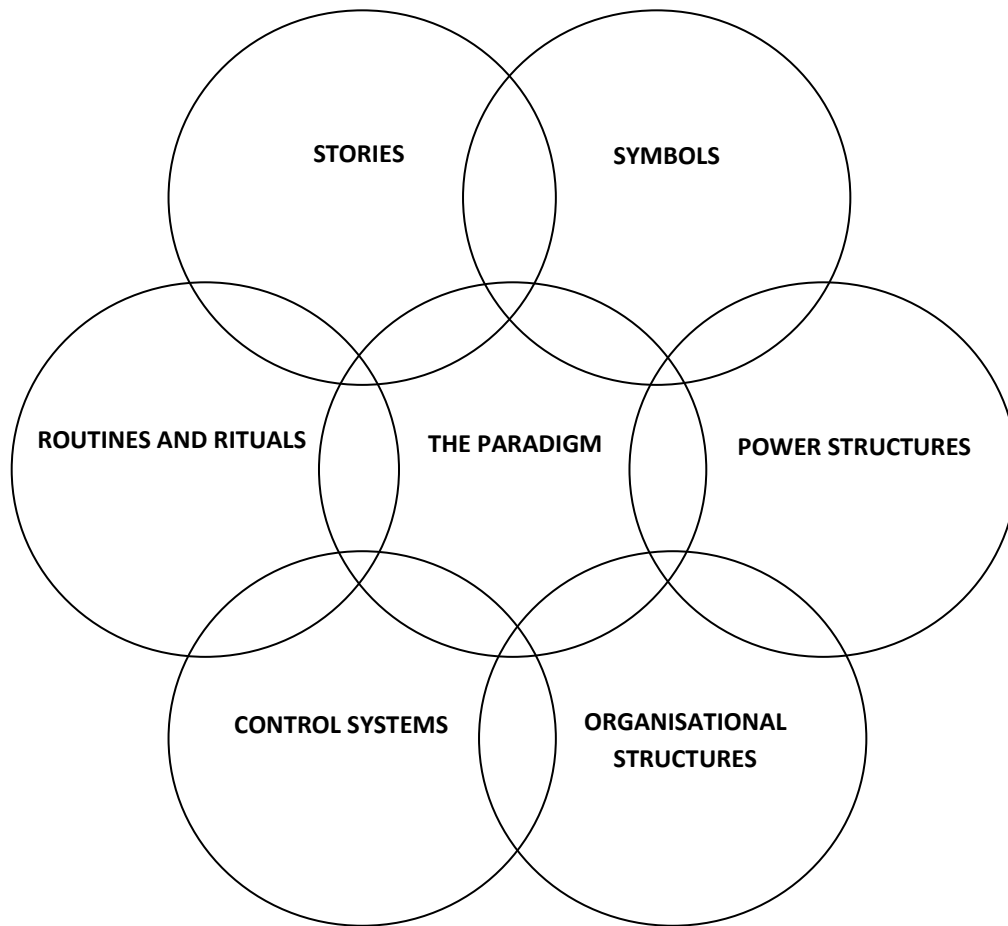 STORIES
SYMBOLS
ROUTINES AND RITUALS
THE PARADIGM
POWER STRUCTURES
CONTROL SYSTEMS
ORGANISATIONAL
STRUCTURES